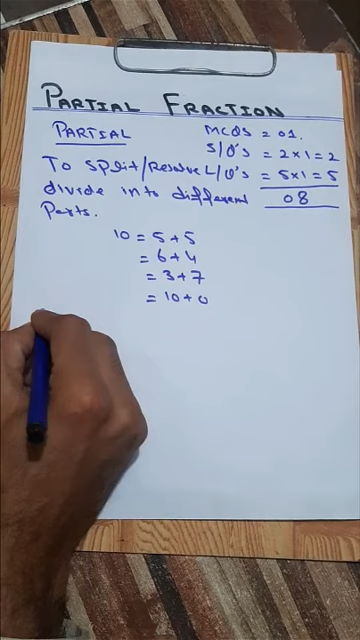 PARTIAL FRACTION
PARTIAL
MCQS = 01.
S/Q's = 2×1=2
To split/Resolve L/Q's = 5×1=5
divide into different 08
Parts.
10 = 5+5
= 6+4
= 3+7
= 10+0